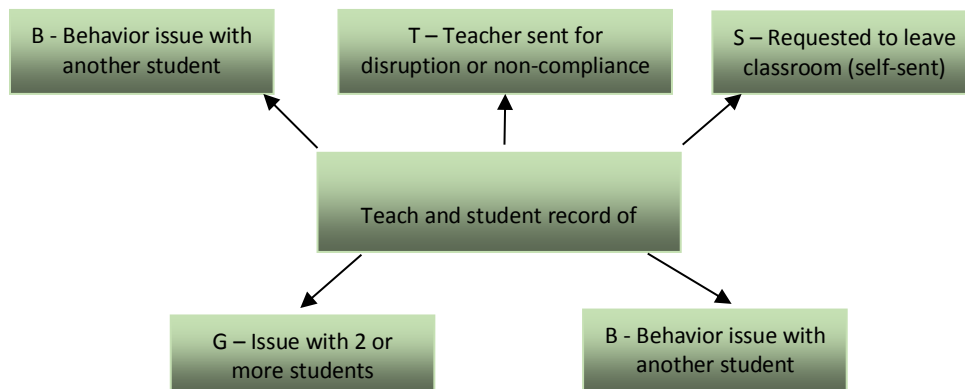 B - Behavior issue with
another student
T – Teacher sent for
disruption or non-compliance
S – Requested to leave
classroom (self-sent)
Teach and student record of
G – Issue with 2 or
more students
B - Behavior issue with
another student